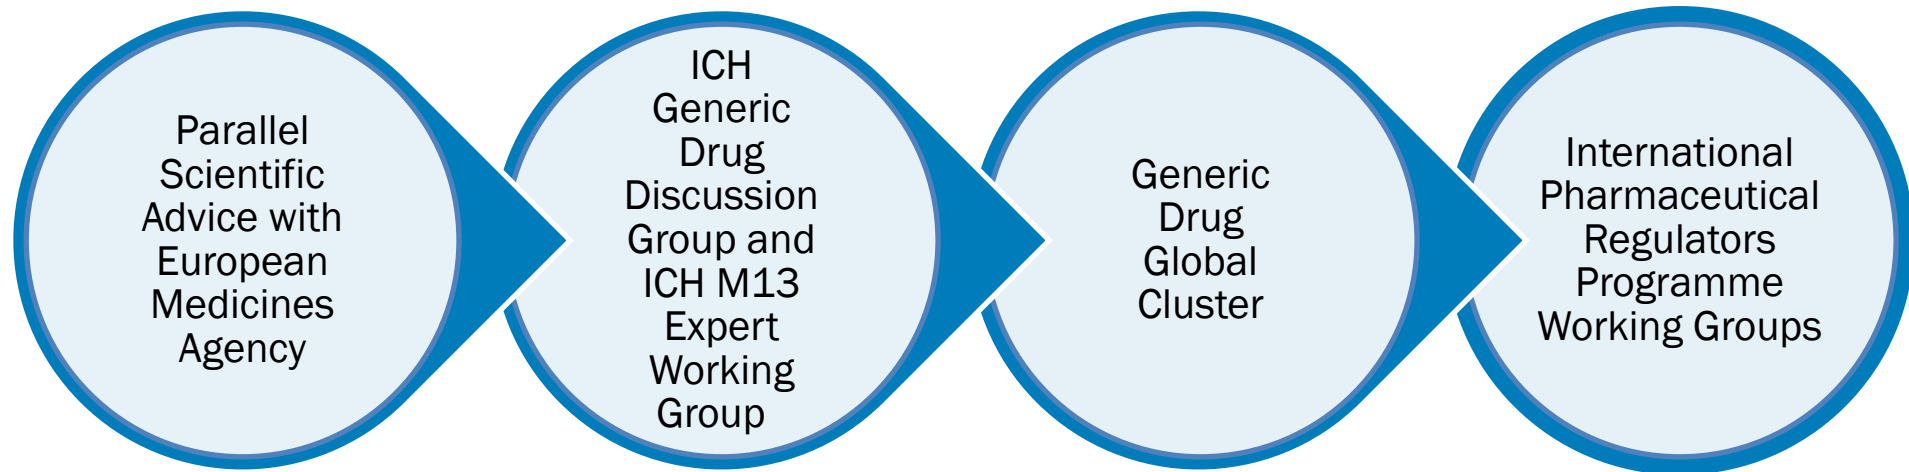 Parallel
Scientific
Advice with
European
Medicines
Agency
ICH
Generic
Drug
Discussion
Group and
ICH M13
Expert
Working
Group
Generic
Drug
Global
Cluster
International
Pharmaceutical
Regulators
Programme
Working Groups